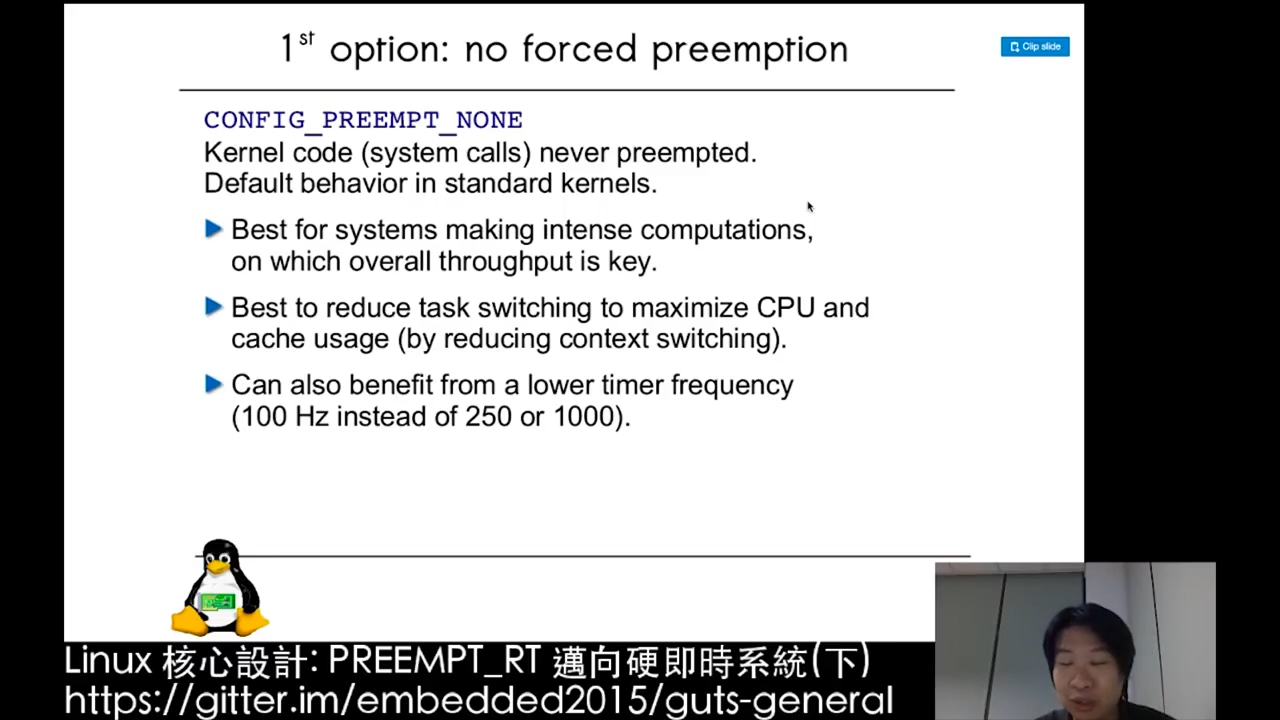 1st option: no forced preemption
Clip slide
CONFIG_PREEMPT_NONE
Kernel code (system calls) never preempted.
Default behavior in standard kernels.
Best for systems making intense computations,
on which overall throughput is key.
Best to reduce task switching to maximize CPU and
cache usage (by reducing context switching).
Can also benefit from a lower timer frequency
(100 Hz instead of 250 or 1000).
Linux 核心設計: PREEMPT_RT 邁向硬即時系統(下)
https://gitter.im/embedded2015/guts-general